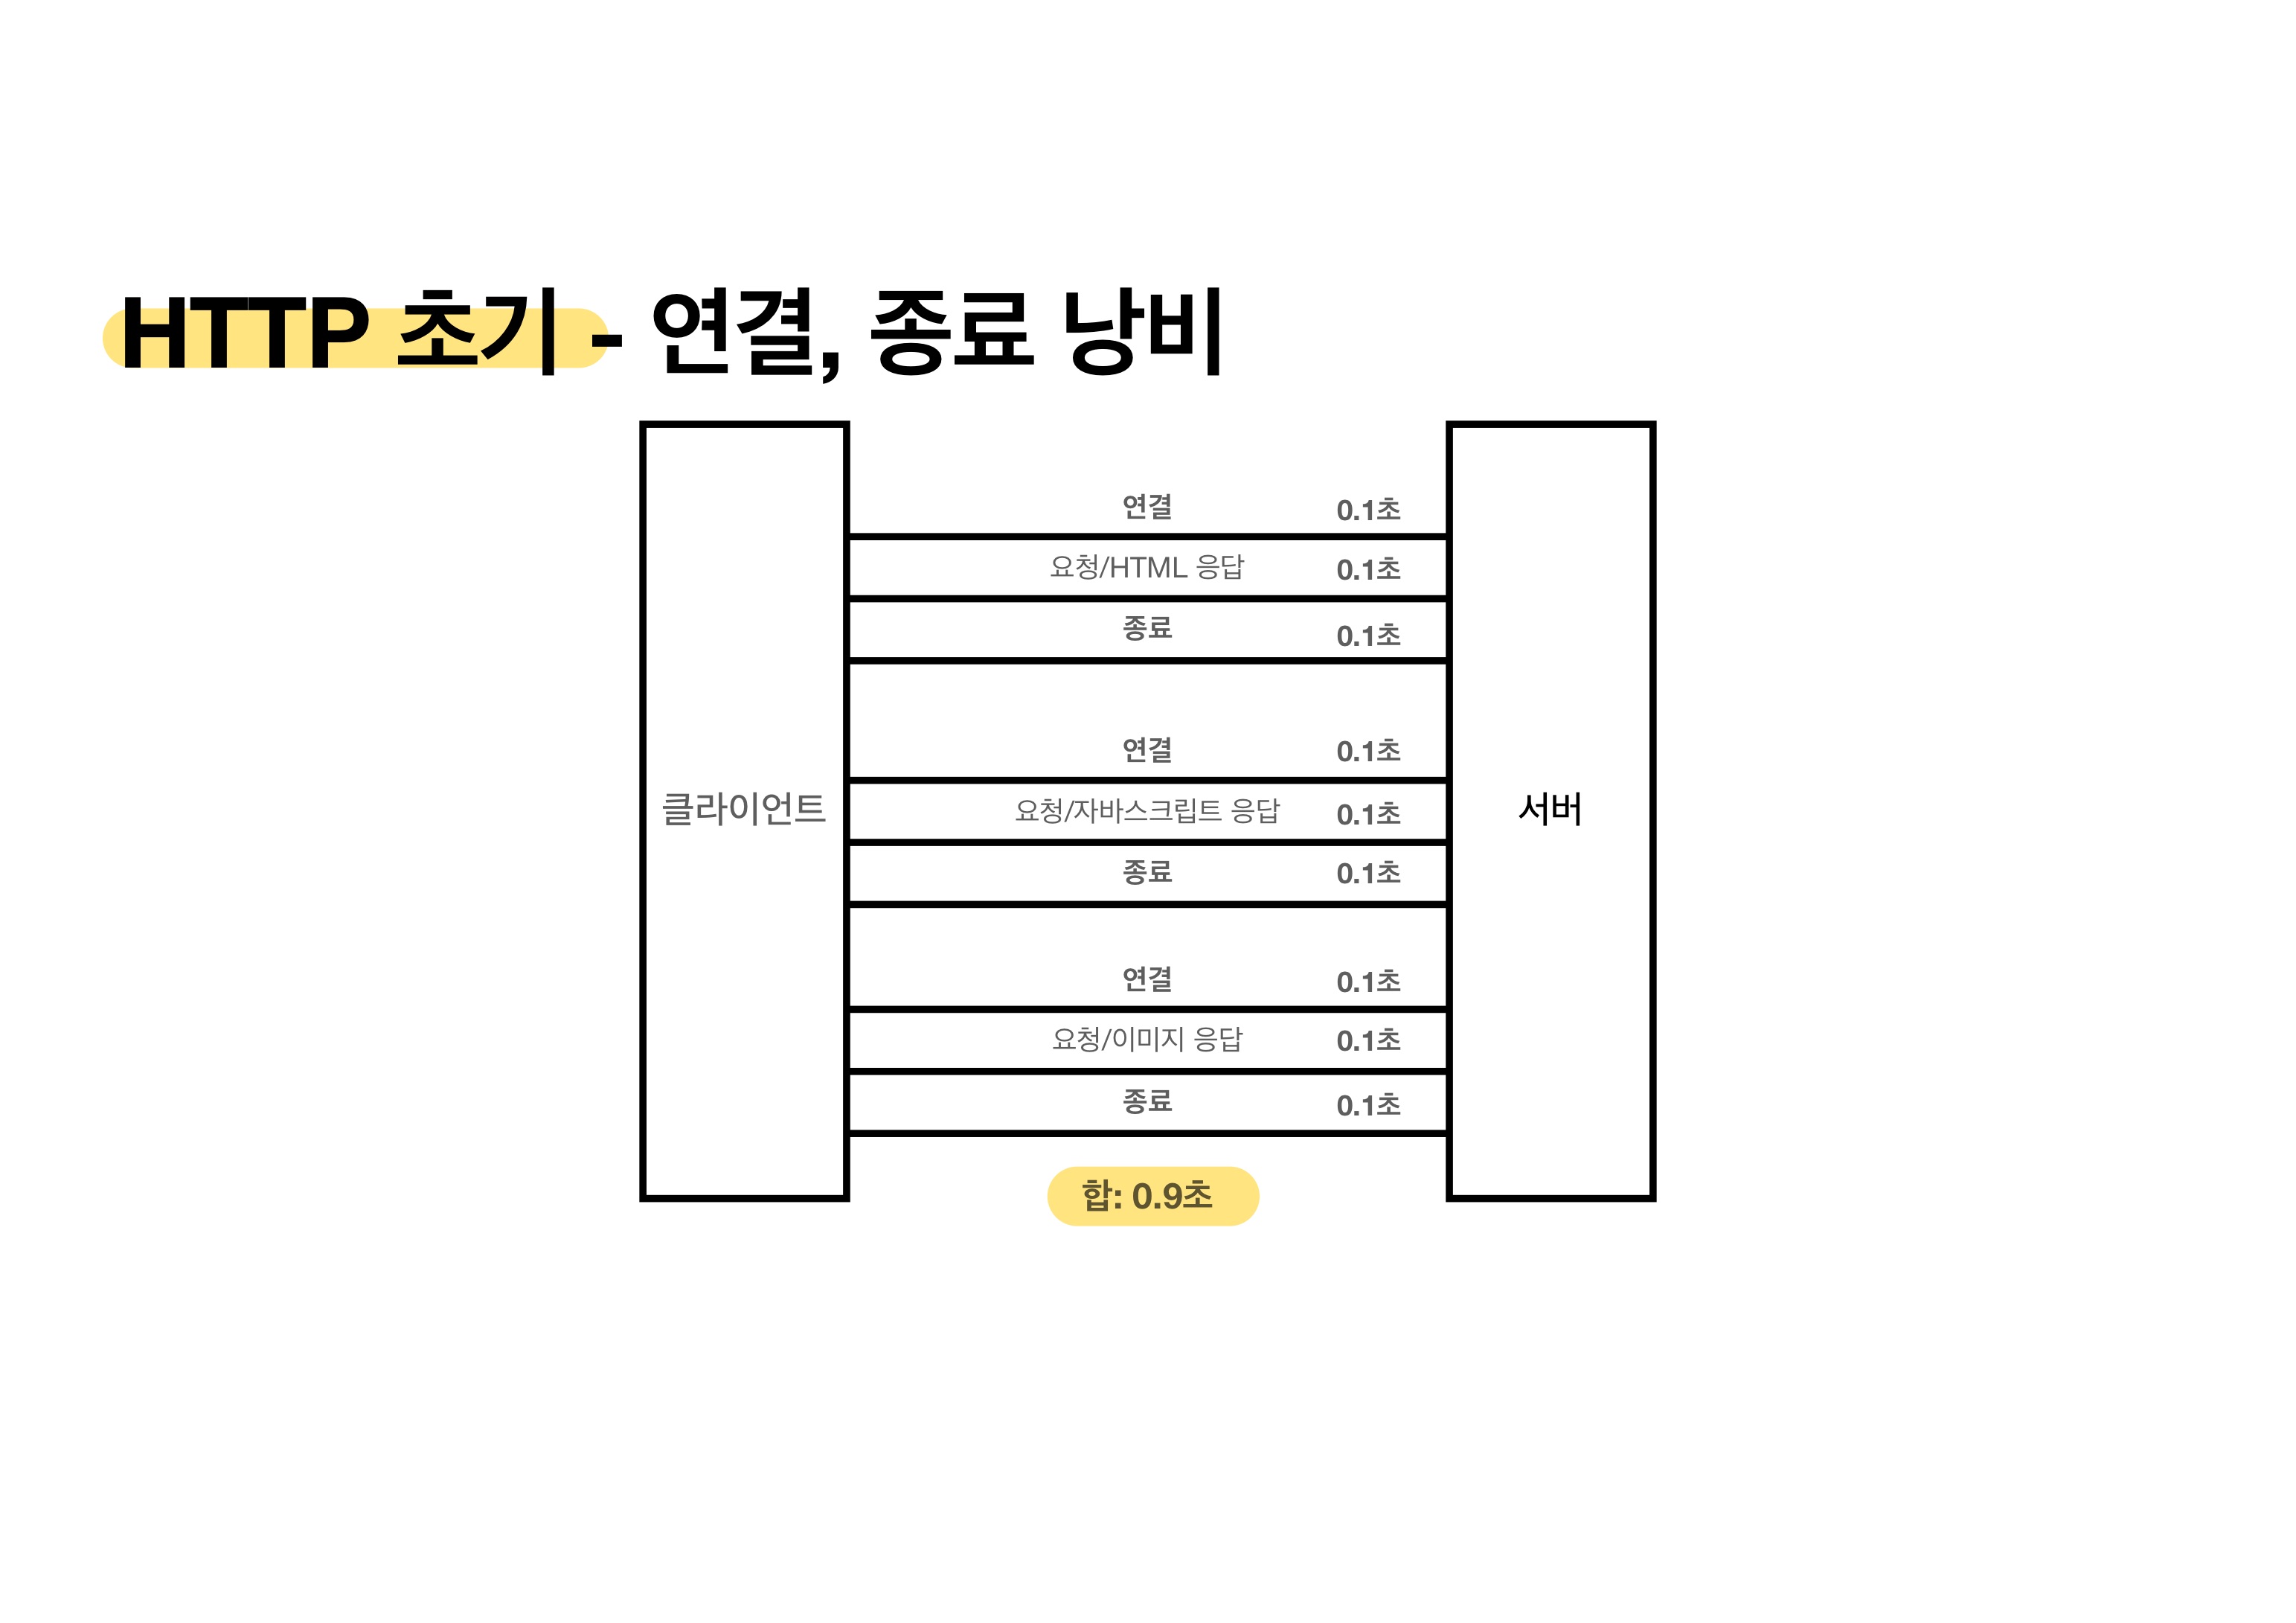 HTTP 초기 - 연결, 종료 낭비
연결 0.1초
요청/HTML 응답 0.1초
종료 0.1초
연결 0.1초
클라이언트
요청/자바스크립트 응답 0.1초
서버
종료 0.1초
연결 0.1초
요청/이미지 응답 0.1초
종료 0.1초
합: 0.9초